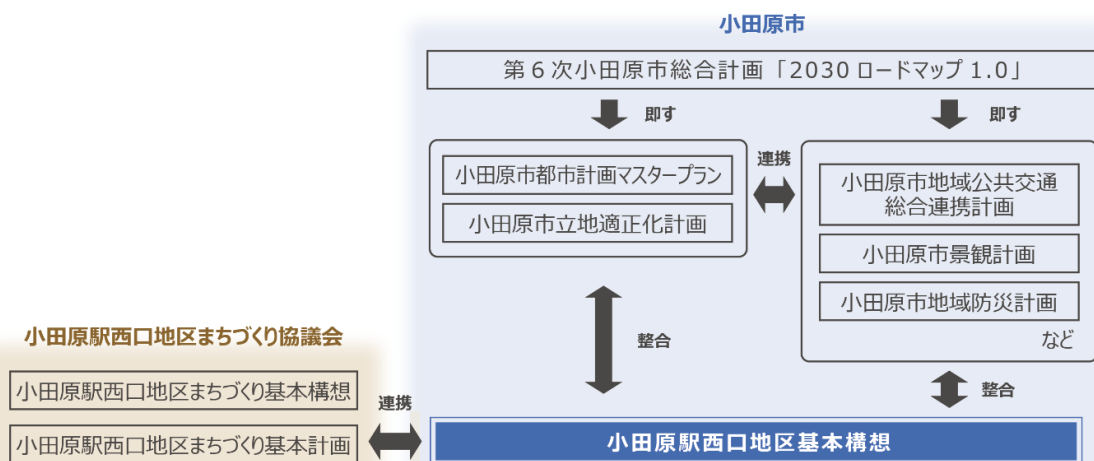 小田原市
第6次小田原市総合計画「2030ロードマップ1.0」
即す
即す
小田原市都市計画マスタープラン
小田原市立地適正化計画
連携
小田原市地域公共交通
総合連携計画
小田原市景観計画
小田原市地域防災計画
など
整合
整合
小田原駅西口地区まちづくり協議会
小田原駅西口地区まちづくり基本構想
小田原駅西口地区まちづくり基本計画
連携
小田原駅西口地区基本構想